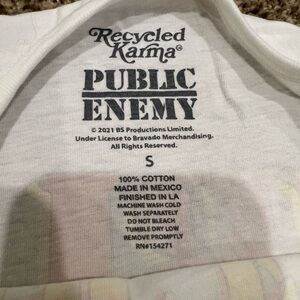 Recycled
Karma®
PUBLIC
ENEMY
© 2021 BS Productions Limited.
Under License to Bravado Merchandising.
All Rights Reserved.
S
100% COTTON
MADE IN MEXICO
FINISHED IN LA
MACHINE WASH COLD
WASH SEPARATELY
DO NOT BLEACH
TUMBLE DRY LOW
REMOVE PROMPTLY
RN#154271